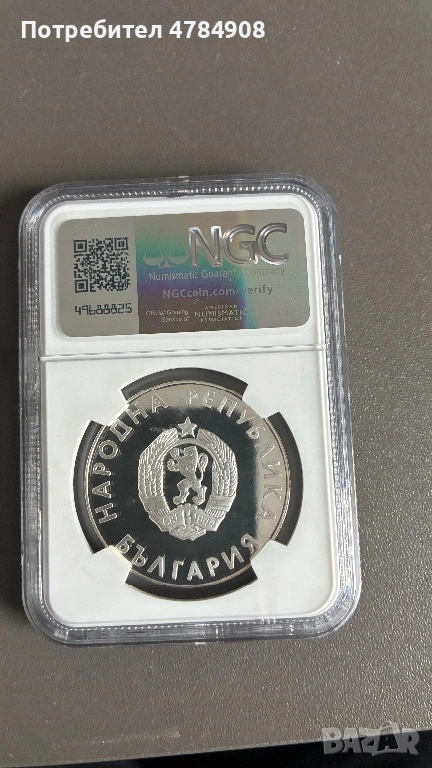 Потребител 4784908
NGC
Numismatic Guaranty Company
NGCcoin.com/verify
Official Grading
Service of
AMERICAN
NUMISMATIC
ASSOCIATION
49688825
НАРОДНА РЕПУБЛИКА
БЪЛГАРИЯ
BAZAR